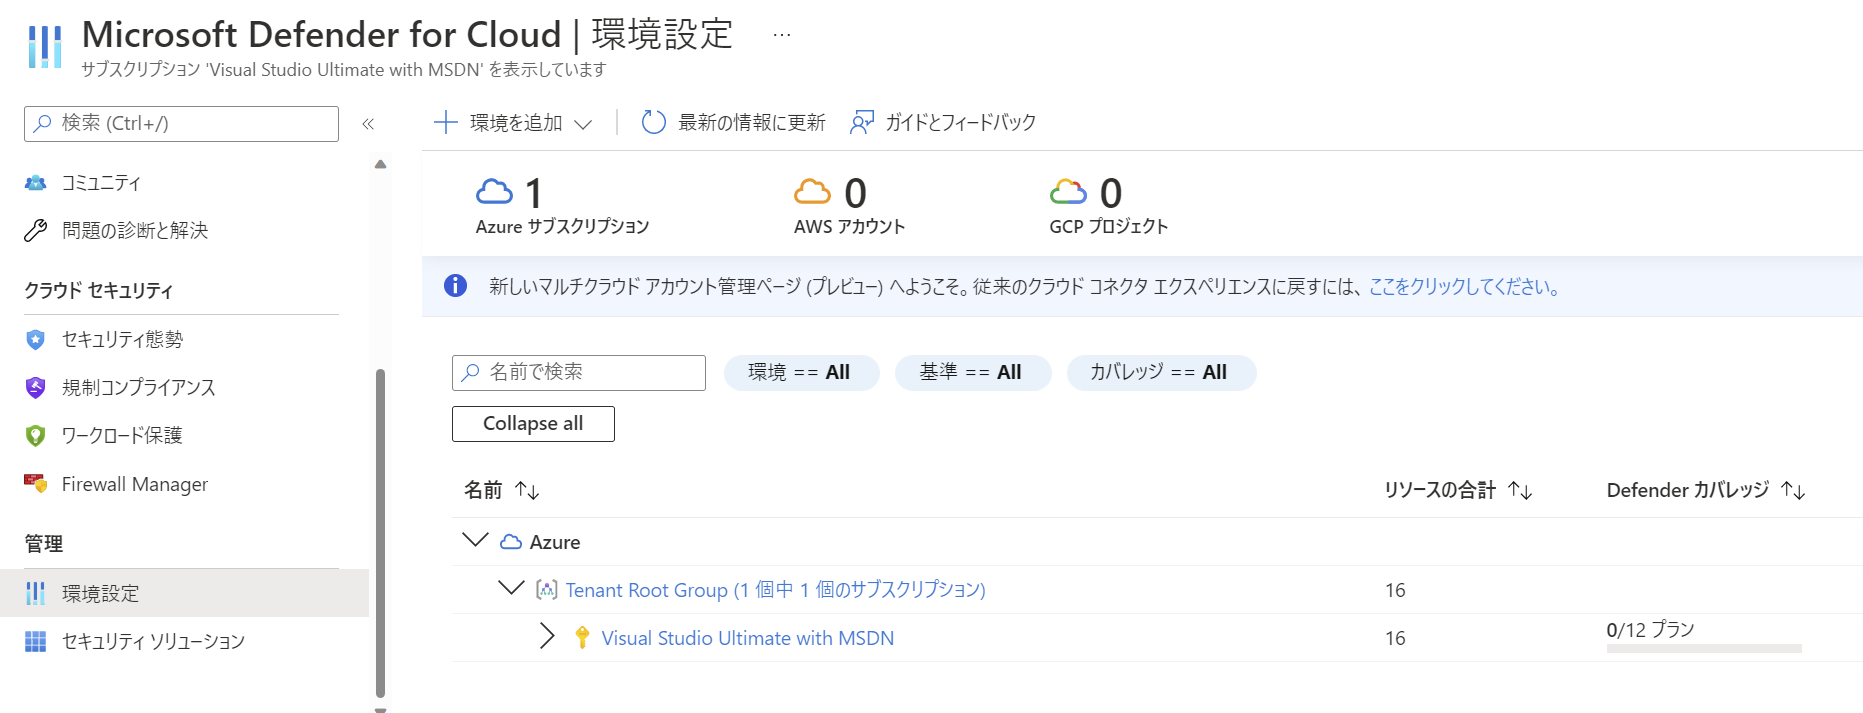 Microsoft Defender for Cloud | 環境設定 …
サブスクリプション 'Visual Studio Ultimate with MSDN' を表示しています
検索 (Ctrl+/)
«
コミュニティ
問題の診断と解決
クラウド セキュリティ
セキュリティ態勢
規制コンプライアンス
ワークロード保護
Firewall Manager
管理
環境設定
セキュリティ ソリューション
環境を追加
最新の情報に更新
ガイドとフィードバック
1
Azure サブスクリプション
0
AWS アカウント
0
GCP プロジェクト
新しいマルチクラウド アカウント管理ページ (プレビュー) へようこそ。従来のクラウド コネクタ エクスペリエンスに戻すには、ここをクリックしてください。
名前で検索
環境 == All
基準 == All
カバレッジ == All
Collapse all
名前 ↑↓ リソースの合計 ↑↓ Defender カバレッジ ↑↓
Azure
Tenant Root Group (1 個中 1 個のサブスクリプション) 16
Visual Studio Ultimate with MSDN 16 0/12 プラン